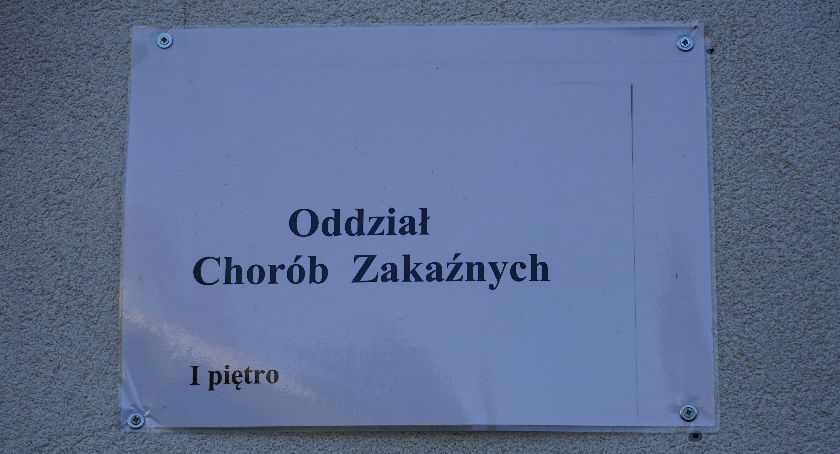 Oddział
Chorób Zakaźnych
I piętro